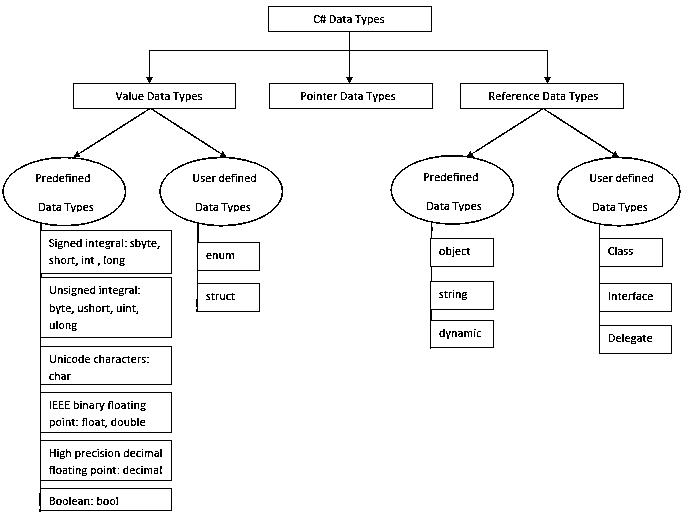 C# Data Types
Value Data Types
Pointer Data Types
Reference Data Types
Predefined
Data Types
User defined
Data Types
Predefined
Data Types
User defined
Data Types
Signed integral: sbyte,
short, int , long
Unsigned integral:
byte, ushort, uint,
ulong
Unicode characters:
char
IEEE binary floating
point: float, double
High precision decimal
floating point: decimal
Boolean: bool
enum
struct
object
string
dynamic
Class
Interface
Delegate